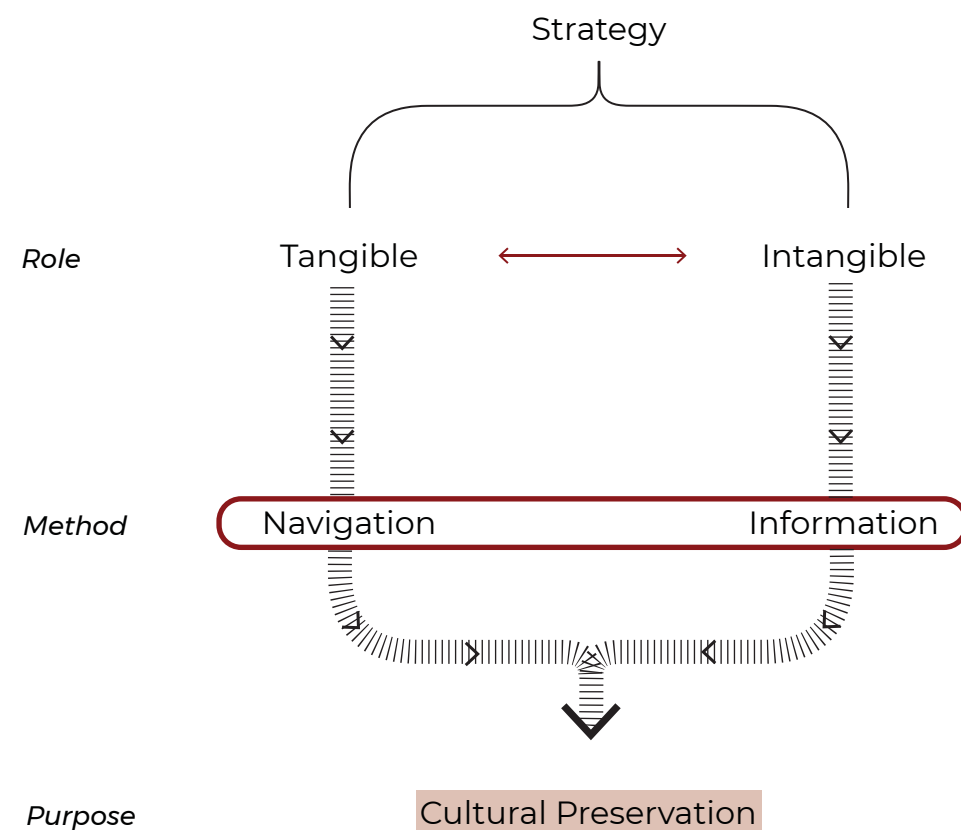 Strategy
Role Tangible Intangible
Method Navigation Information
Purpose Cultural Preservation